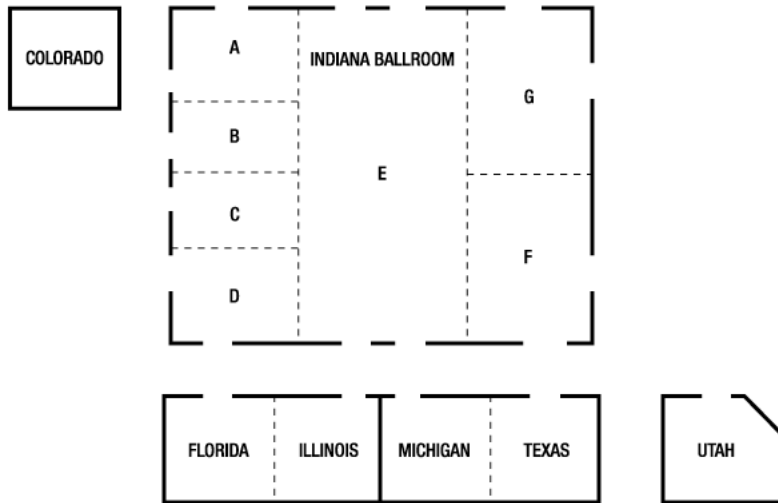 COLORADO
A
INDIANA BALLROOM
G
B
E
C
F
D
FLORIDA
ILLINOIS
MICHIGAN
TEXAS
UTAH